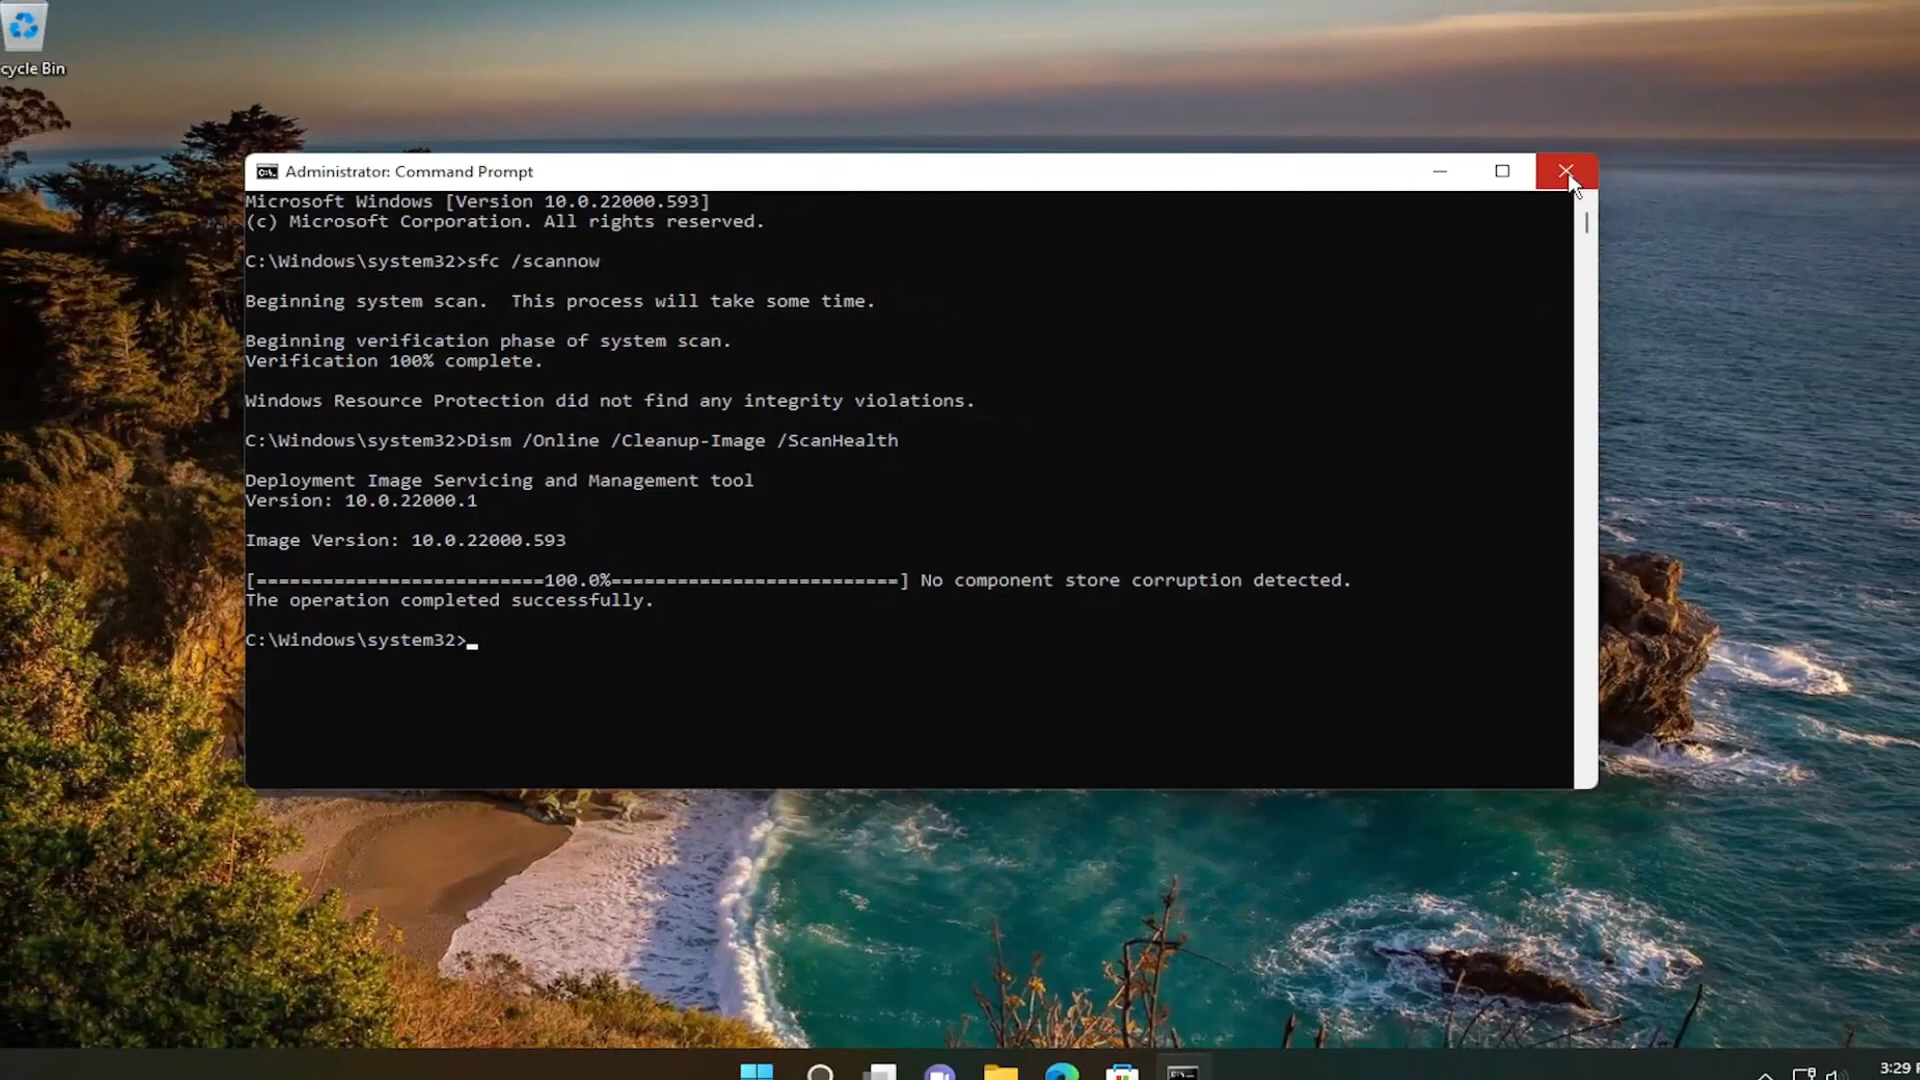 cycle Bin
Administrator: Command Prompt
Microsoft Windows [Version 10.0.22000.593]
(c) Microsoft Corporation. All rights reserved.
C:\Windows\system32>sfc /scannow
Beginning system scan.  This process will take some time.
Beginning verification phase of system scan.
Verification 100% complete.
Windows Resource Protection did not find any integrity violations.
C:\Windows\system32>Dism /Online /Cleanup-Image /ScanHealth
Deployment Image Servicing and Management tool
Version: 10.0.22000.1
Image Version: 10.0.22000.593
[==========================100.0%==========================] No component store corruption detected.
The operation completed successfully.
C:\Windows\system32>
3:29